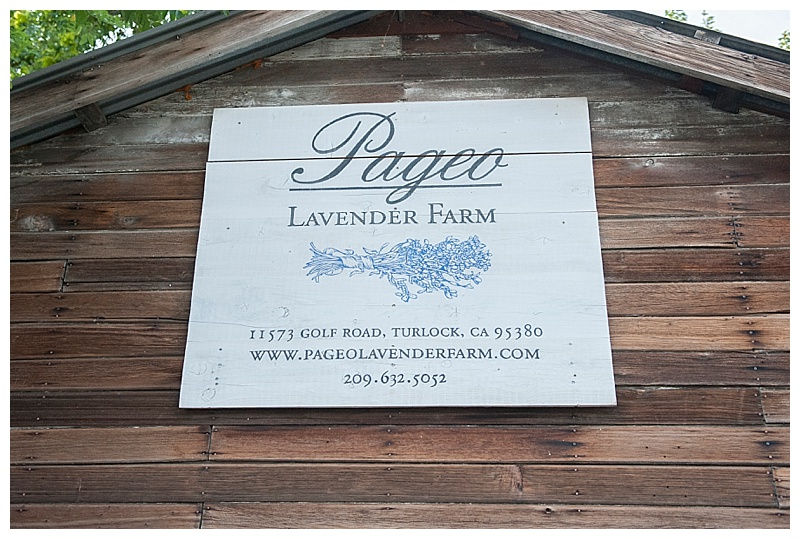 Pageo
Lavender Farm
11573 Golf Road, Turlock, CA 95380
www.pageolavenderfarm.com
209.632.5052